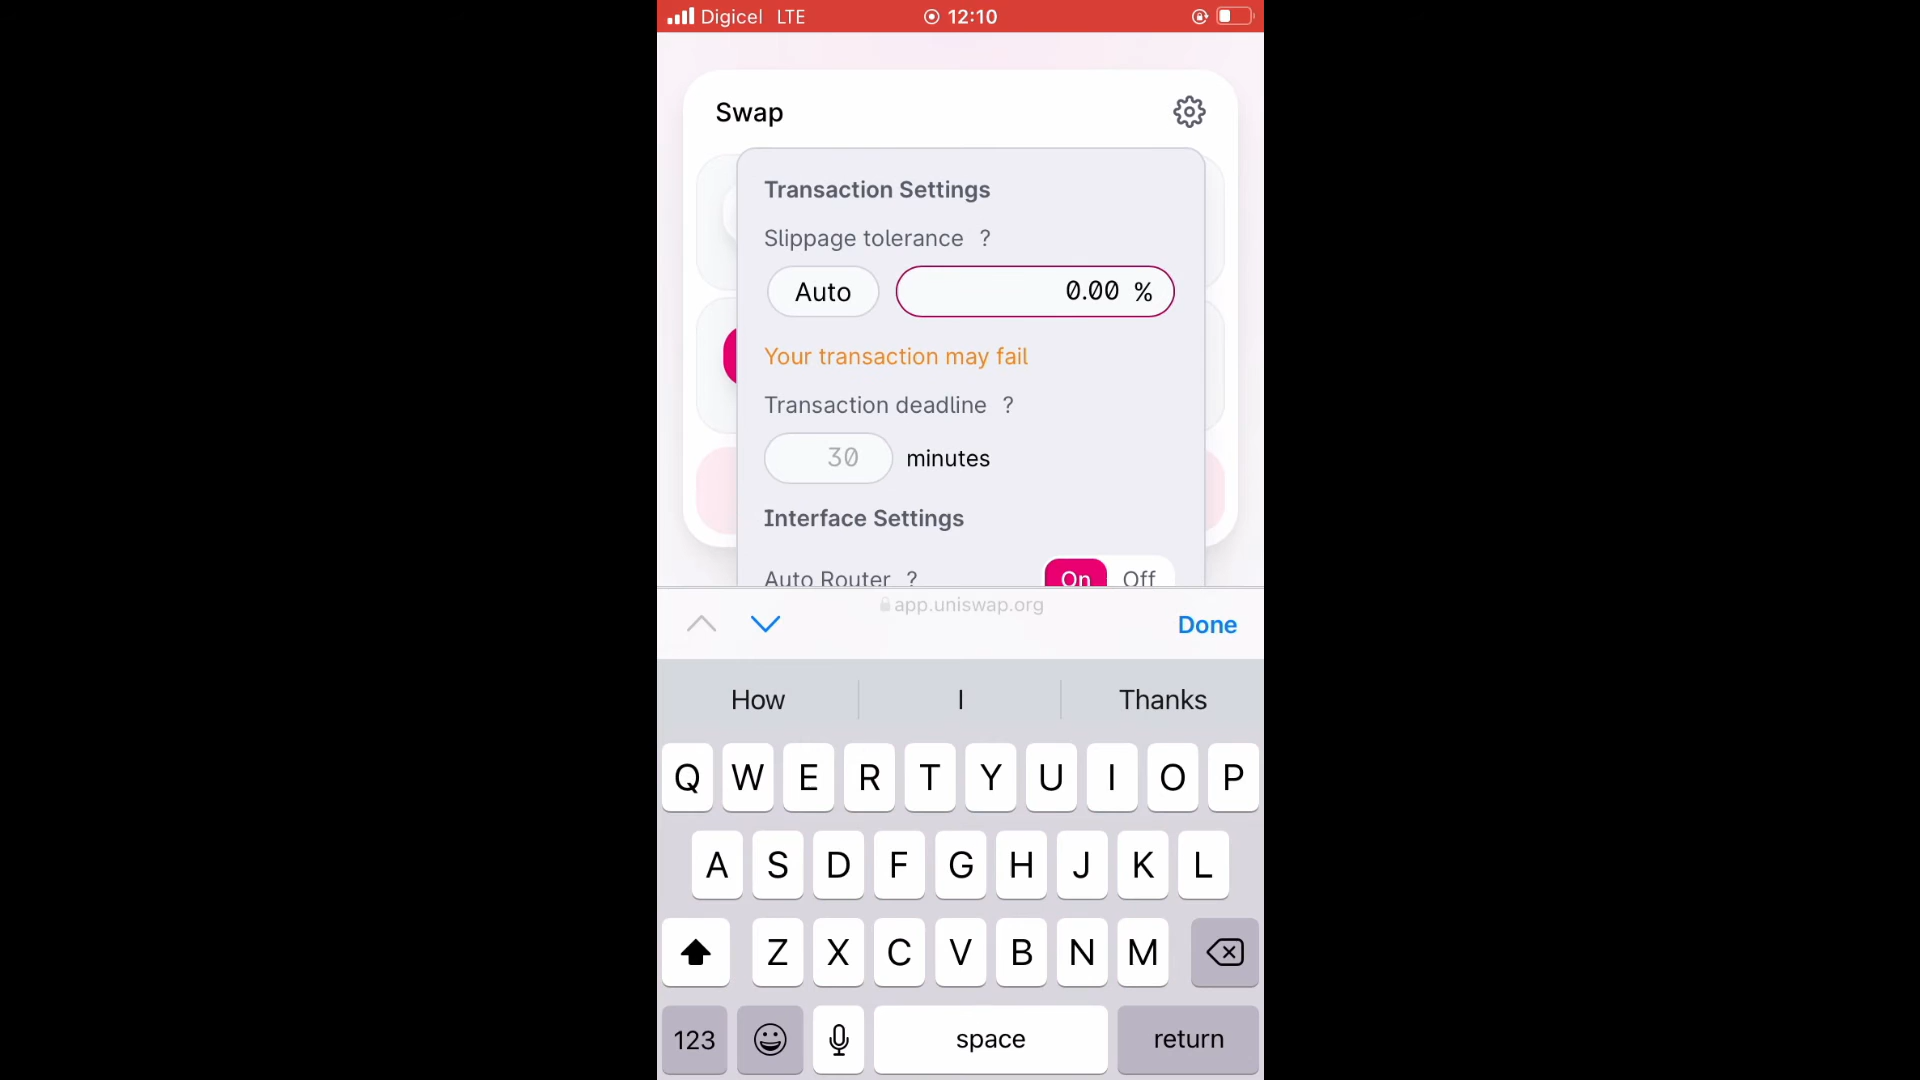 Digicel LTE 12:10
Swap
Transaction Settings
Slippage tolerance ?
Auto 0.00 %
Your transaction may fail
Transaction deadline ?
30 minutes
Interface Settings
Auto Router ? On Off
app.uniswap.org
Done
How I Thanks
Q W E R T Y U I O P
A S D F G H J K L
Z X C V B N M
123 space return